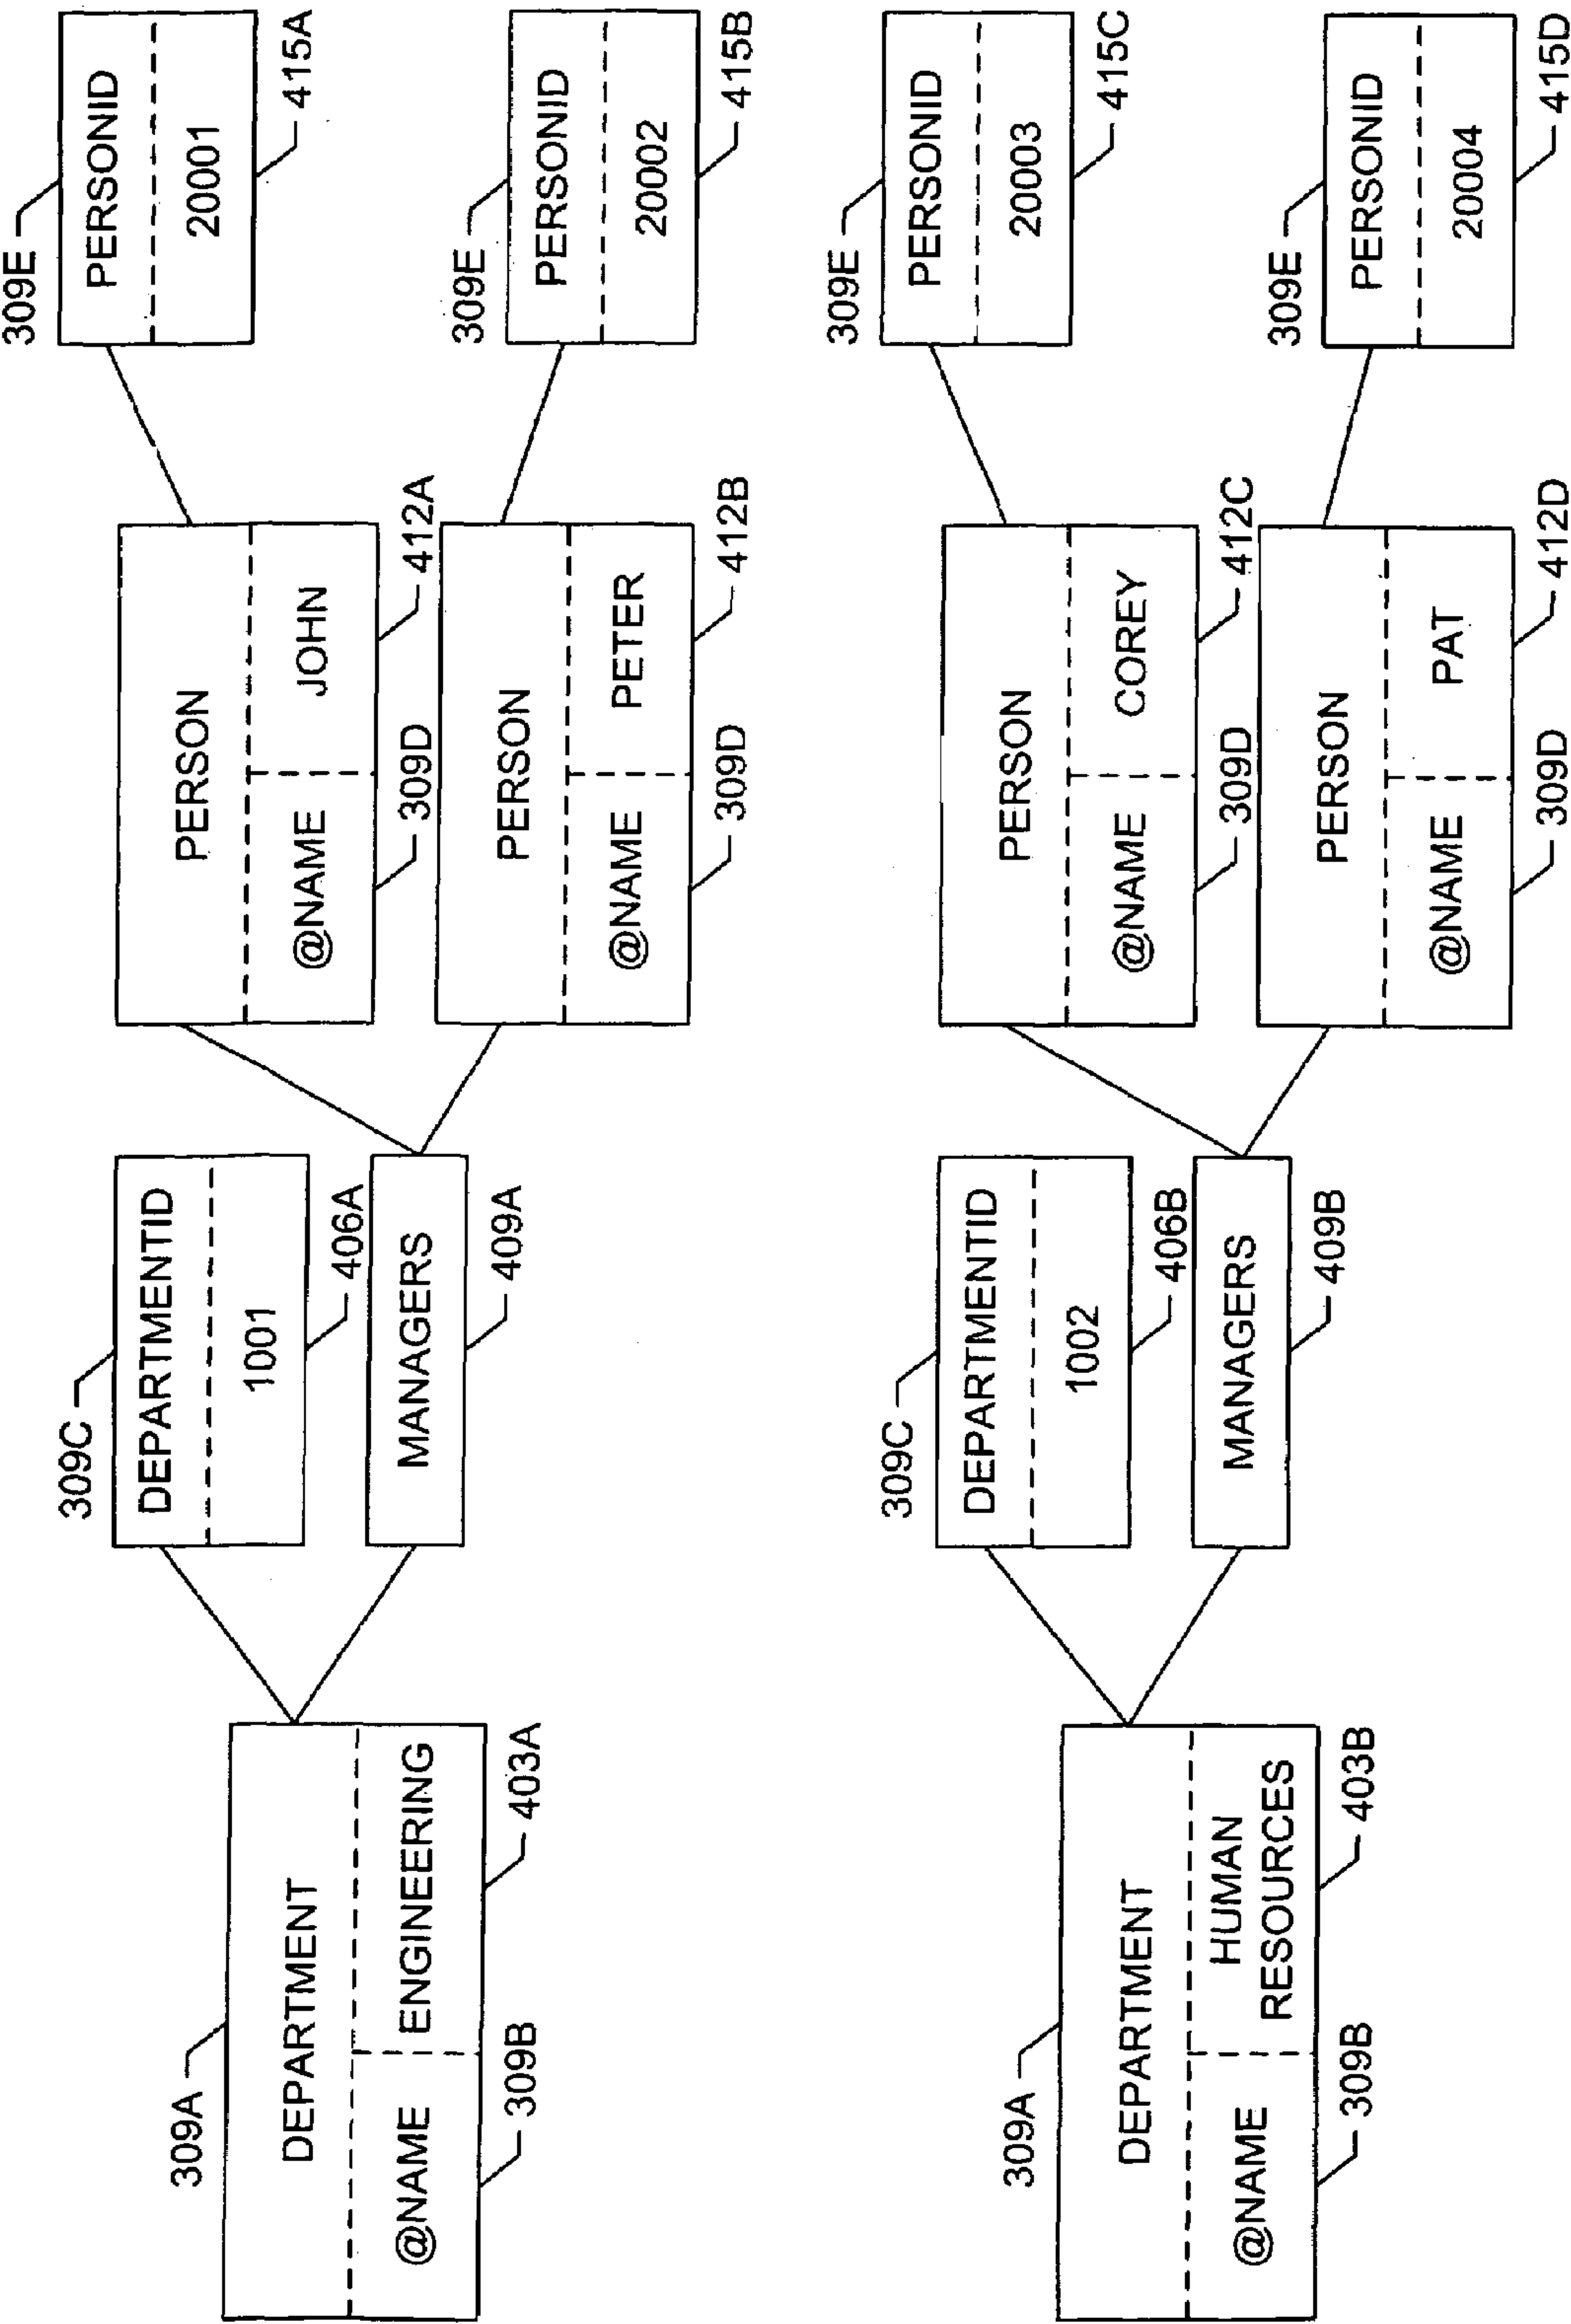 309A
DEPARTMENT
@NAME ENGINEERING
309B 403A
309C
DEPARTMENTID
1001
406A
MANAGERS
409A
PERSON
@NAME JOHN
309D 412A
PERSON
@NAME PETER
309D 412B
309E
PERSONID
20001
415A
309E
PERSONID
20002
415B
309A
DEPARTMENT
@NAME HUMAN
RESOURCES
309B 403B
309C
DEPARTMENTID
1002
406B
MANAGERS
409B
PERSON
@NAME COREY
309D 412C
PERSON
@NAME PAT
309D 412D
309E
PERSONID
20003
415C
309E
PERSONID
20004
415D